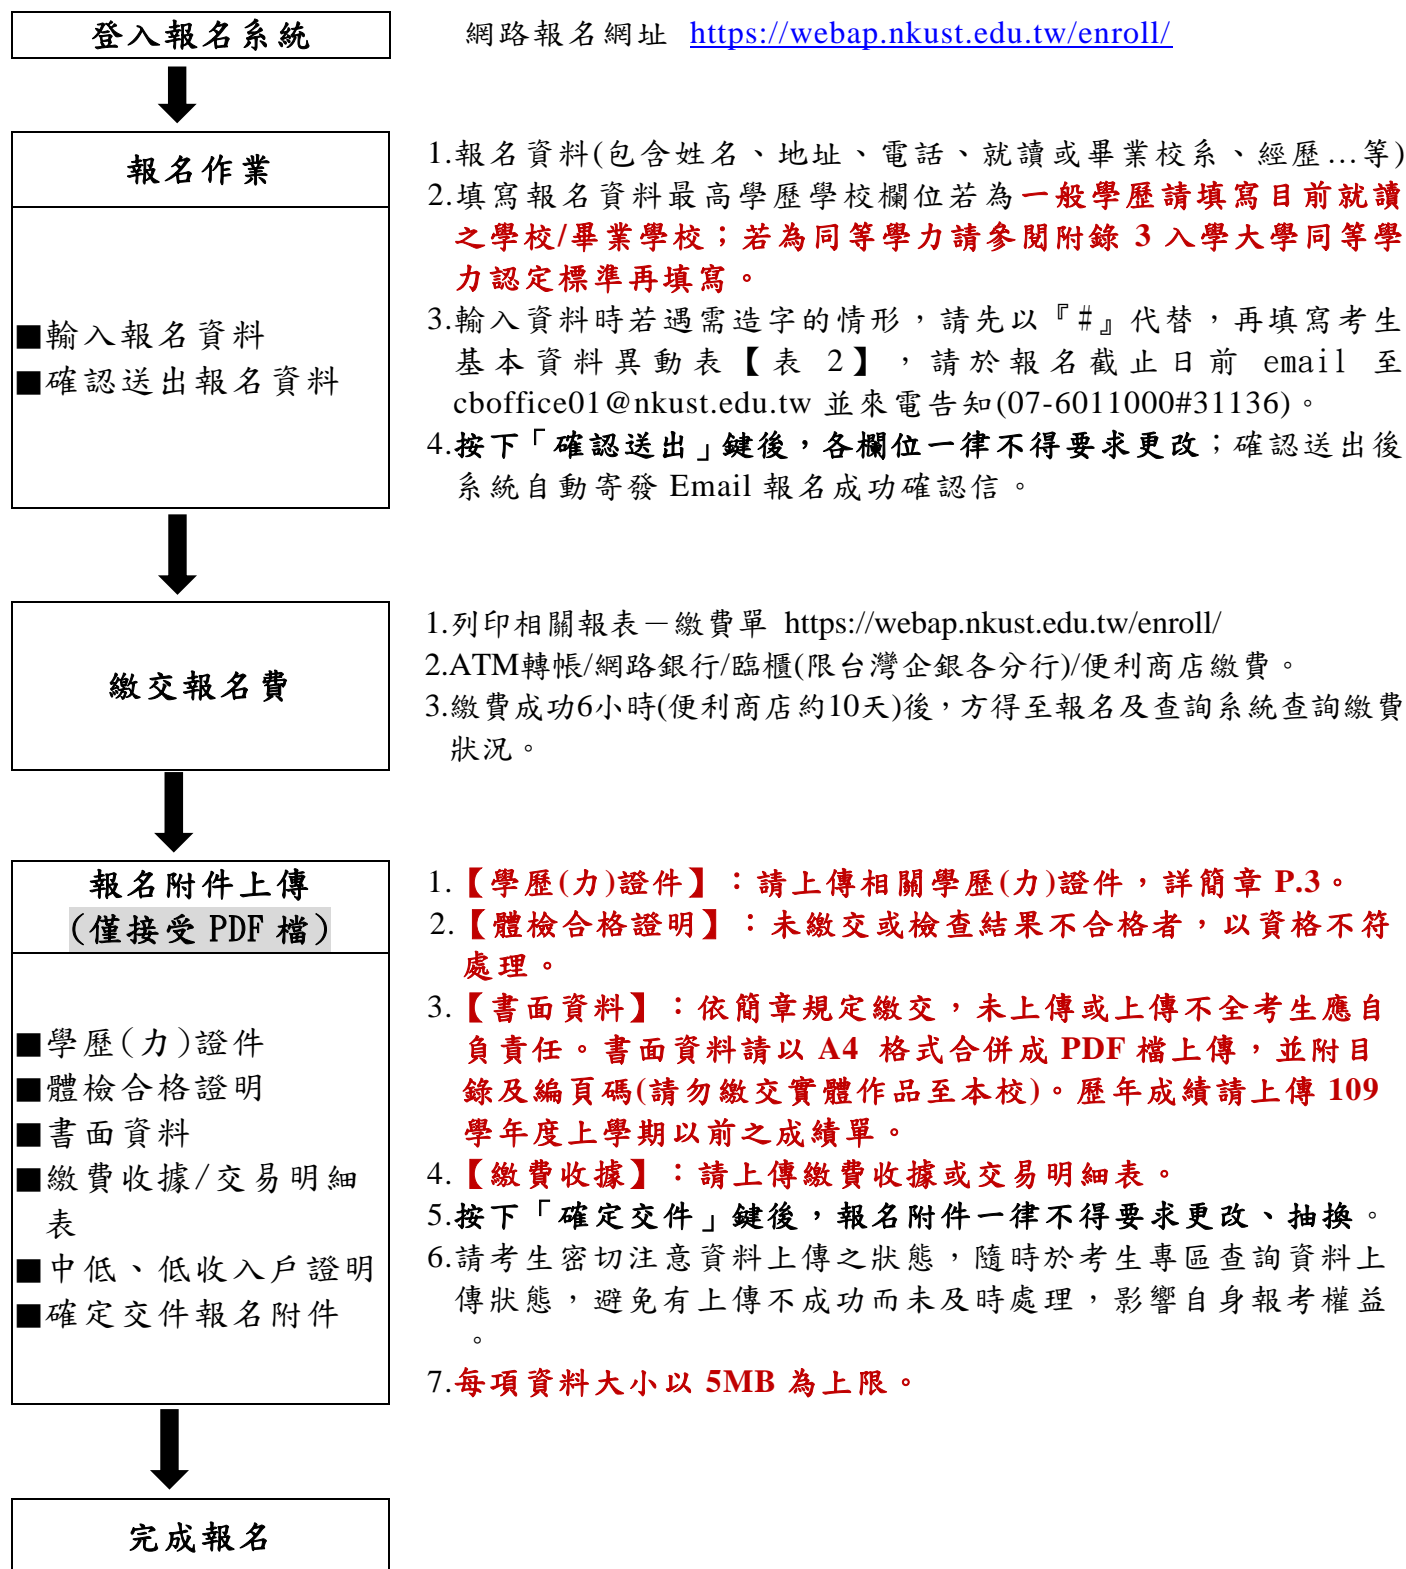 登入報名系統
網路報名網址 https://webap.nkust.edu.tw/enroll/
報名作業
■輸入報名資料
■確認送出報名資料
1.報名資料(包含姓名、地址、電話、就讀或畢業校系、經歷…等)
2.填寫報名資料最高學歷學校欄位若為一般學歷請填寫目前就讀
之學校/畢業學校；若為同等學力請參閱附錄 3 入學大學同等學
力認定標準再填寫。
3.輸入資料時若遇需造字的情形，請先以『#』代替，再填寫考生
基本資料異動表【表 2】，請於報名截止日前 email 至
cboffice01@nkust.edu.tw 並來電告知(07-6011000#31136)。
4.按下「確認送出」鍵後，各欄位一律不得要求更改；確認送出後
系統自動寄發 Email 報名成功確認信。
繳交報名費
1.列印相關報表－繳費單 https://webap.nkust.edu.tw/enroll/
2.ATM轉帳/網路銀行/臨櫃(限台灣企銀各分行)/便利商店繳費。
3.繳費成功6小時(便利商店約10天)後，方得至報名及查詢系統查詢繳費
狀況。
報名附件上傳
(僅接受 PDF 檔)
■學歷(力)證件
■體檢合格證明
■書面資料
■繳費收據/交易明細
表
■中低、低收入戶證明
■確定交件報名附件
1.【學歷(力)證件】：請上傳相關學歷(力)證件，詳簡章 P.3。
2.【體檢合格證明】：未繳交或檢查結果不合格者，以資格不符
處理。
3.【書面資料】：依簡章規定繳交，未上傳或上傳不全考生應自
負責任。書面資料請以 A4 格式合併成 PDF 檔上傳，並附目
錄及編頁碼(請勿繳交實體作品至本校)。歷年成績請上傳 109
學年度上學期以前之成績單。
4.【繳費收據】：請上傳繳費收據或交易明細表。
5.按下「確定交件」鍵後，報名附件一律不得要求更改、抽換。
6.請考生密切注意資料上傳之狀態，隨時於考生專區查詢資料上
傳狀態，避免有上傳不成功而未及時處理，影響自身報考權益
。
7.每項資料大小以 5MB 為上限。
完成報名